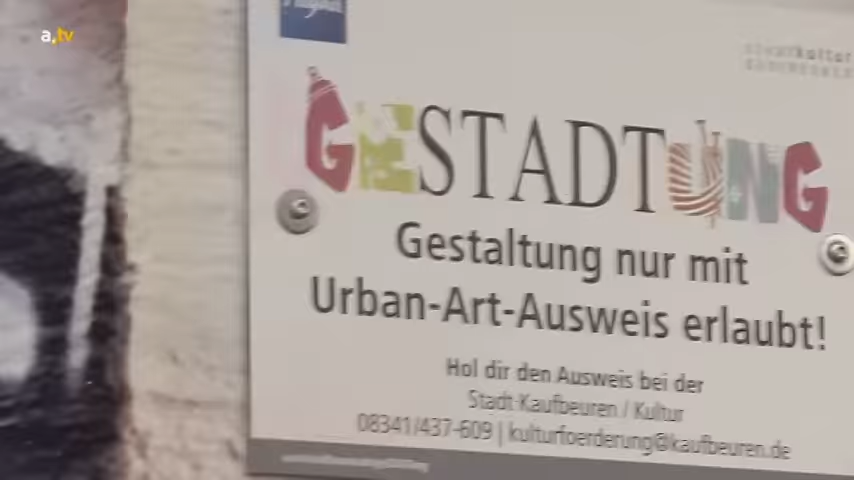 a.tv
GESTADTUNG
Gestaltung nur mit
Urban-Art-Ausweis erlaubt!
Hol dir den Ausweis bei der
Stadt Kaufbeuren / Kultur
08341/437-609 | kulturfoerderung@kaufbeuren.de